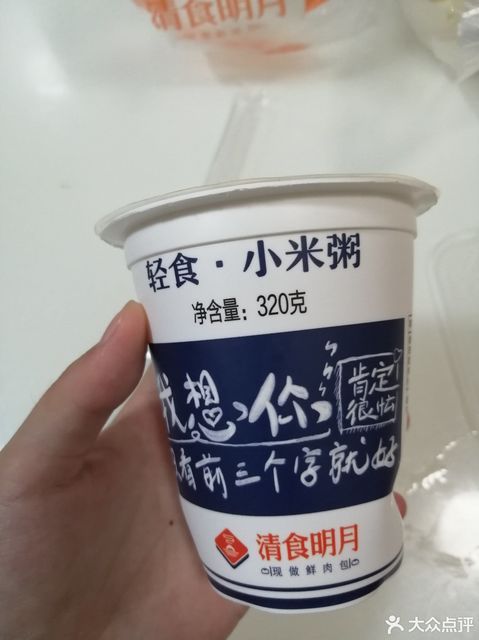 清食明月
轻食·小米粥
净含量：320克
我想你
肯定
很忙
只看前三个字就好
清食明月
现做鲜肉包
大众点评